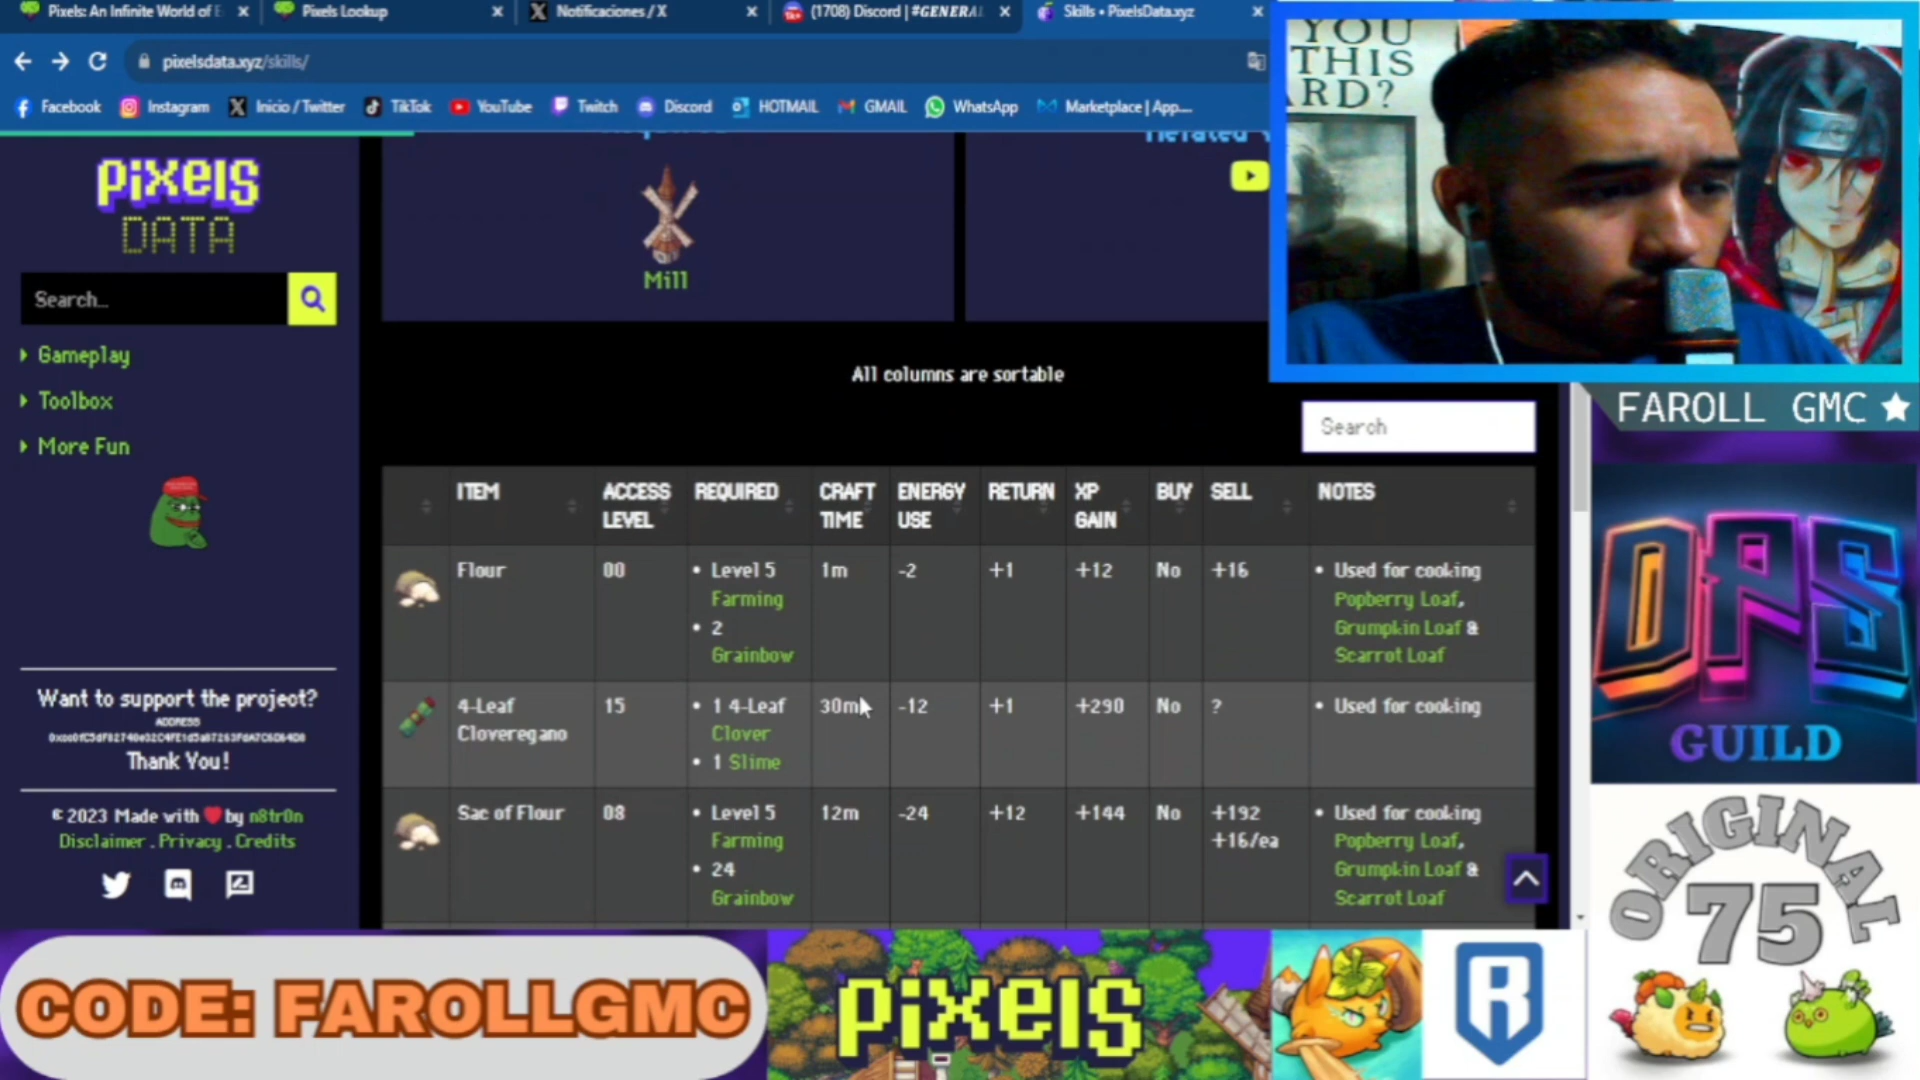 Pixels: An Infinite World of E
Pixels Lookup
Notificaciones / X
(1708) Discord | #GENERAL
Skills • PixelsData.xyz
pixelsdata.xyz/skills/
Facebook
Instagram
Inicio / Twitter
TikTok
YouTube
Twitch
Discord
HOTMAIL
GMAIL
WhatsApp
Marketplace | App....
YOU
THIS
ARD?
pixels
DATA
Search...
Gameplay
Toolbox
More Fun
Want to support the project?
ADDRESS
Thank You!
© 2023 Made with ❤ by n8tr0n
Disclaimer . Privacy . Credits
Mill
All columns are sortable
Search
ITEM
ACCESS LEVEL
REQUIRED
CRAFT TIME
ENERGY USE
RETURN
XP GAIN
BUY
SELL
NOTES
Flour
00
• Level 5
Farming
• 2
Grainbow
1m
-2
+1
+12
No
+16
• Used for cooking
Popberry Loaf,
Grumpkin Loaf &
Scarrot Loaf
4-Leaf
Cloveregano
15
• 1 4-Leaf
Clover
• 1 Slime
30m
-12
+1
+290
No
?
• Used for cooking
Sac of Flour
08
• Level 5
Farming
• 24
Grainbow
12m
-24
+12
+144
No
+192
+16/ea
• Used for cooking
Popberry Loaf,
Grumpkin Loaf &
Scarrot Loaf
FAROLL GMC
OPS
GUILD
ORIGINAL
75
CODE: FAROLLGMC
pixels
R